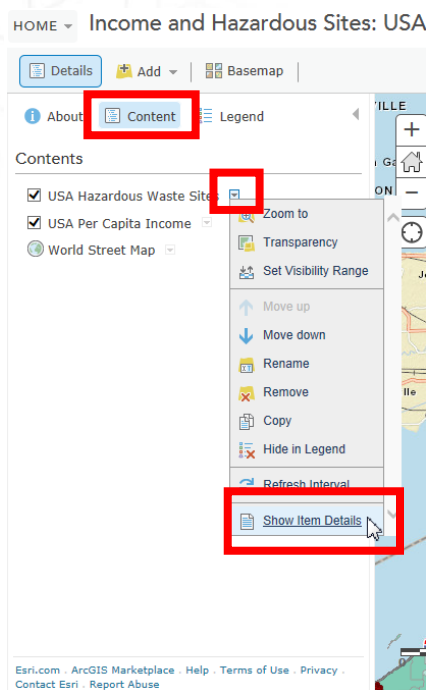 HOME Income and Hazardous Sites: USA
Details Add Basemap
About Content Legend
Contents
USA Hazardous Waste Sites
USA Per Capita Income
World Street Map
Zoom to
Transparency
Set Visibility Range
Move up
Move down
Rename
Remove
Copy
Hide in Legend
Refresh Interval
Show Item Details
ILLE
ON
lle
Esri.com . ArcGIS Marketplace . Help . Terms of Use . Privacy .
Contact Esri . Report Abuse